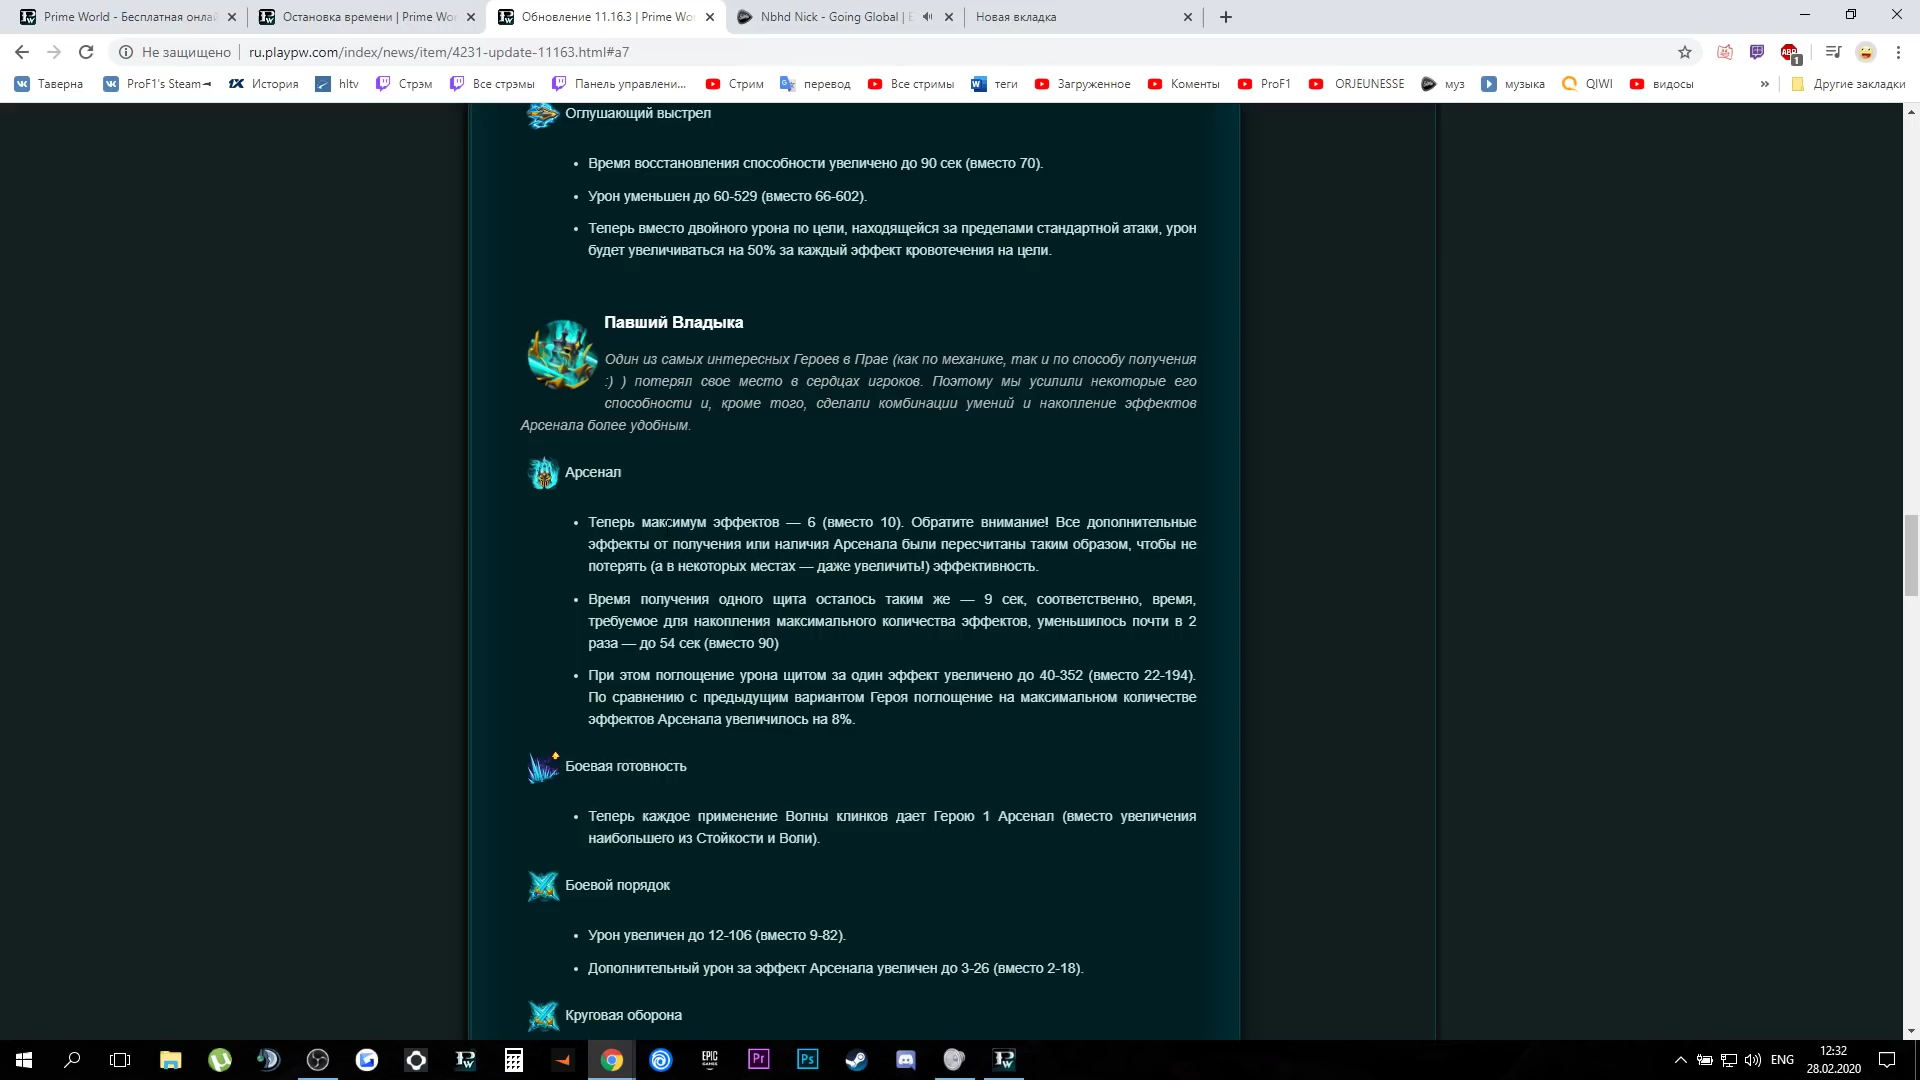 Prime World - Бесплатная онлай
Остановка времени | Prime Wo
Обновление 11.16.3 | Prime Wor
Nbhd Nick - Going Global | E
Новая вкладка
Не защищено
ru.playpw.com/index/news/item/4231-update-11163.html#a7
1
Таверна
ProF1's Steam
История
hltv
Стрэм
Все стрэмы
Панель управлени...
Стрим
перевод
Все стримы
теги
Загруженное
Коменты
ProF1
ORJEUNESSE
муз
музыка
QIWI
видосы
»
Другие закладки
Оглушающий выстрел
• Время восстановления способности увеличено до 90 сек (вместо 70).
• Урон уменьшен до 60-529 (вместо 66-602).
• Теперь вместо двойного урона по цели, находящейся за пределами стандартной атаки, урон
будет увеличиваться на 50% за каждый эффект кровотечения на цели.
Павший Владыка
Один из самых интересных Героев в Прае (как по механике, так и по способу получения
:) ) потерял свое место в сердцах игроков. Поэтому мы усилили некоторые его
способности и, кроме того, сделали комбинации умений и накопление эффектов
Арсенала более удобным.
Арсенал
• Теперь максимум эффектов — 6 (вместо 10). Обратите внимание! Все дополнительные
эффекты от получения или наличия Арсенала были пересчитаны таким образом, чтобы не
потерять (а в некоторых местах — даже увеличить!) эффективность.
• Время получения одного щита осталось таким же — 9 сек, соответственно, время,
требуемое для накопления максимального количества эффектов, уменьшилось почти в 2
раза — до 54 сек (вместо 90)
• При этом поглощение урона щитом за один эффект увеличено до 40-352 (вместо 22-194).
По сравнению с предыдущим вариантом Героя поглощение на максимальном количестве
эффектов Арсенала увеличилось на 8%.
Боевая готовность
• Теперь каждое применение Волны клинков дает Герою 1 Арсенал (вместо увеличения
наибольшего из Стойкости и Воли).
Боевой порядок
• Урон увеличен до 12-106 (вместо 9-82).
• Дополнительный урон за эффект Арсенала увеличен до 3-26 (вместо 2-18).
Круговая оборона
EPIC
GAMES
Pr
Ps
ENG
12:32
28.02.2020